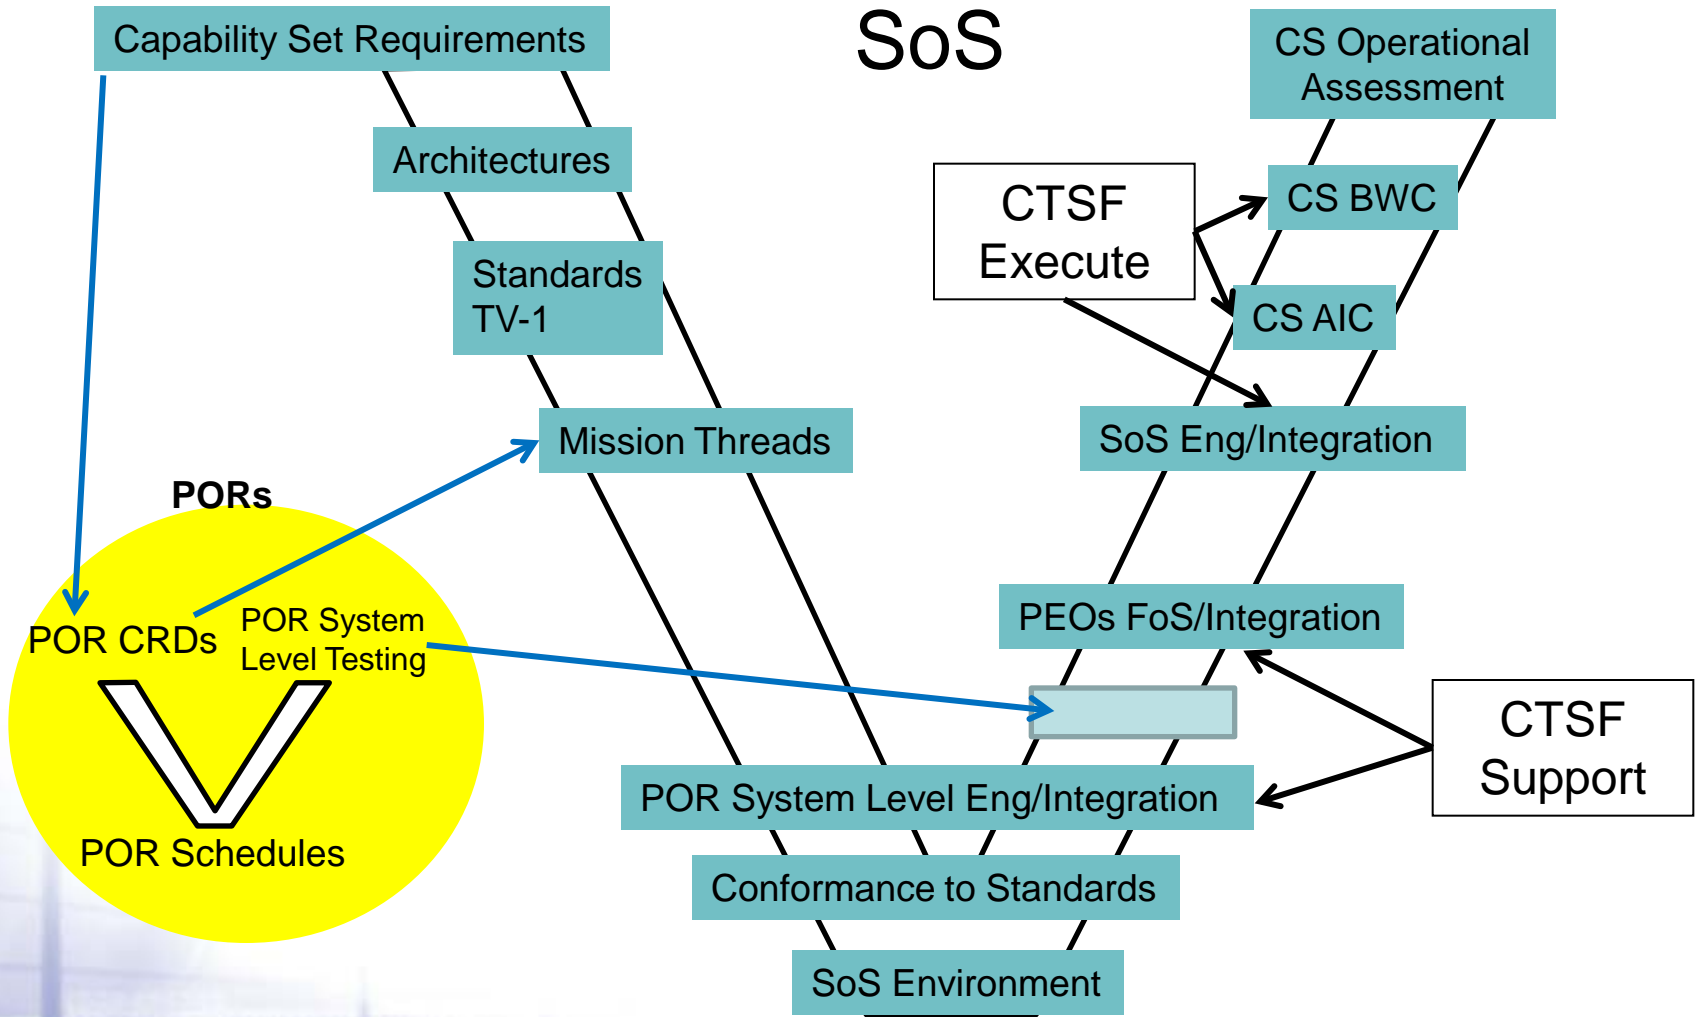 SoS
Capability Set Requirements
Architectures
Standards
TV-1
Mission Threads
PORs
POR CRDs
POR System
Level Testing
POR Schedules
CS Operational
Assessment
CTSF
Execute
CS BWC
CS AIC
SoS Eng/Integration
PEOs FoS/Integration
CTSF
Support
POR System Level Eng/Integration
Conformance to Standards
SoS Environment